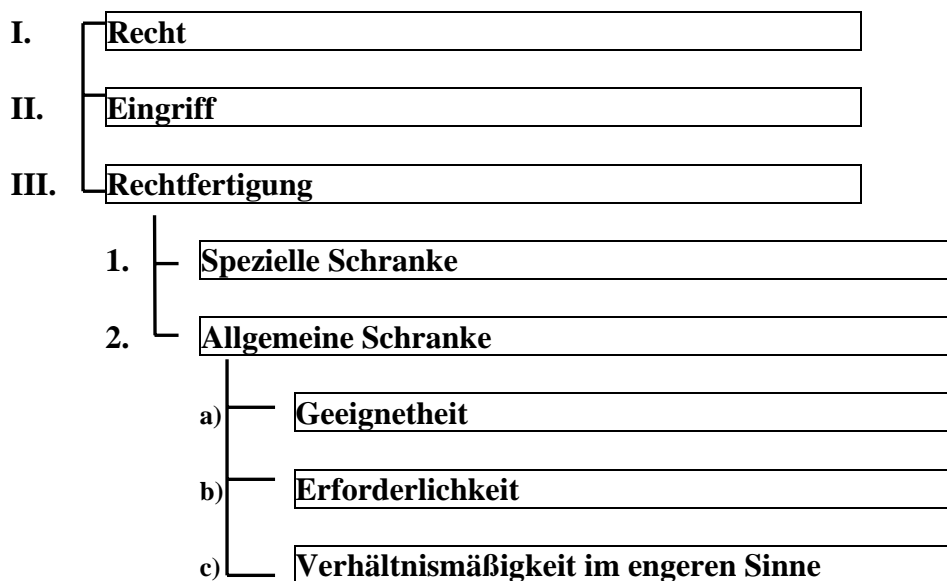 I. Recht
II. Eingriff
III. Rechtfertigung
1. Spezielle Schranke
2. Allgemeine Schranke
a) Geeignetheit
b) Erforderlichkeit
c) Verhältnismäßigkeit im engeren Sinne